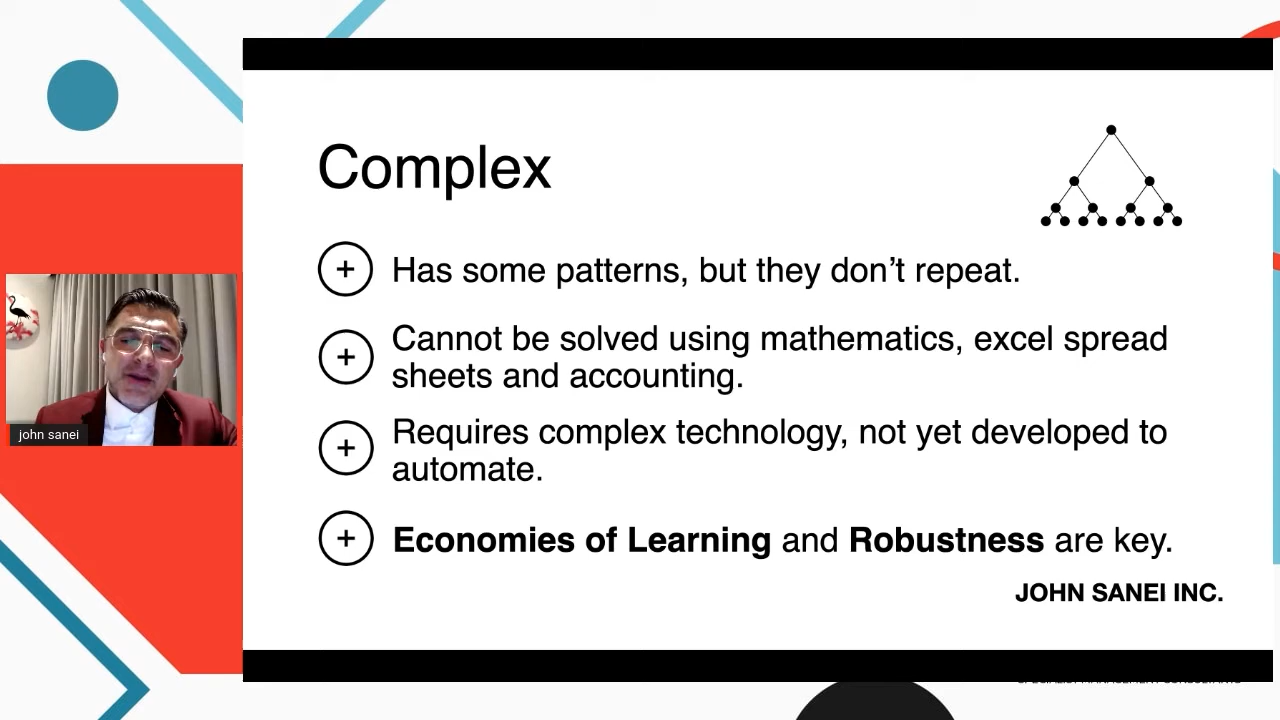 Complex
Has some patterns, but they don’t repeat.
Cannot be solved using mathematics, excel spread
sheets and accounting.
Requires complex technology, not yet developed to
automate.
Economies of Learning and Robustness are key.
JOHN SANEI INC.
john sanei